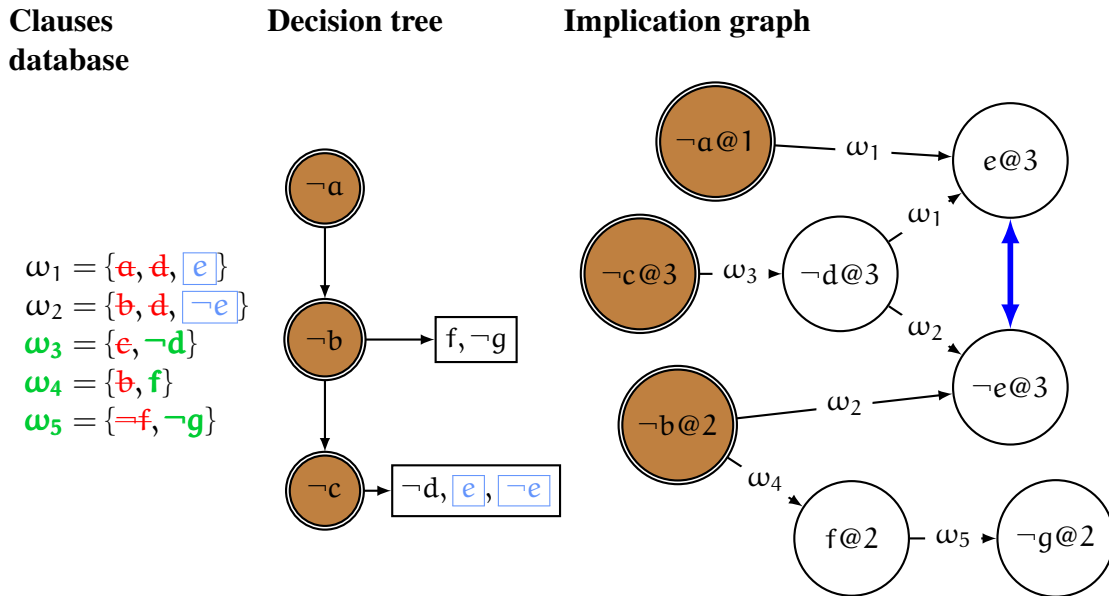 Clauses
database
Decision tree
Implication graph
ω₁ = {a, d, e}
ω₂ = {b, d, ¬e}
ω₃ = {c, ¬d}
ω₄ = {b, f}
ω₅ = {¬f, ¬g}
¬a
¬b
f, ¬g
¬c
¬d, e, ¬e
¬a@1
ω₁
e@3
ω₁
¬c@3
ω₃
¬d@3
ω₂
¬e@3
¬b@2
ω₂
ω₄
f@2
ω₅
¬g@2